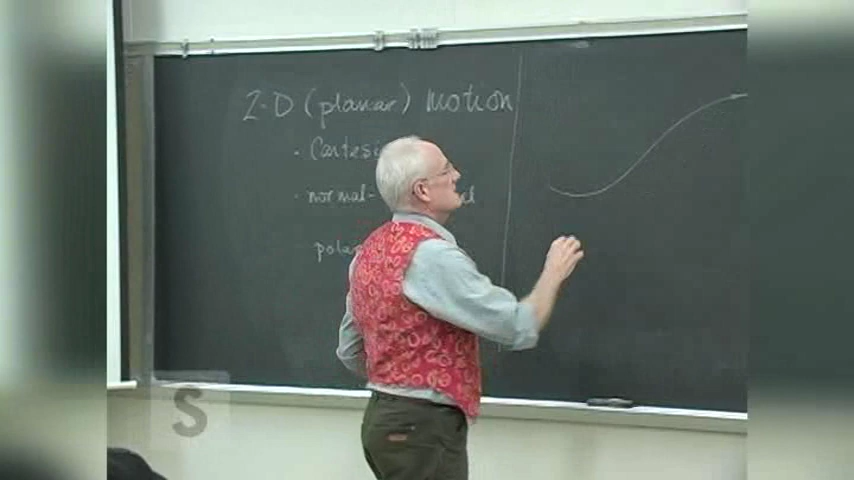 2-D (planar) Motion
· Cartesi
· normal-
polar
S